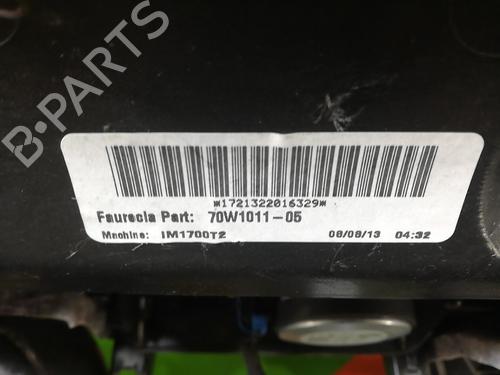 B-PARTS
*1721322016329*
Faurecia Part: 70W1011-05
Machine: IM1700T2 08/08/13 04:32